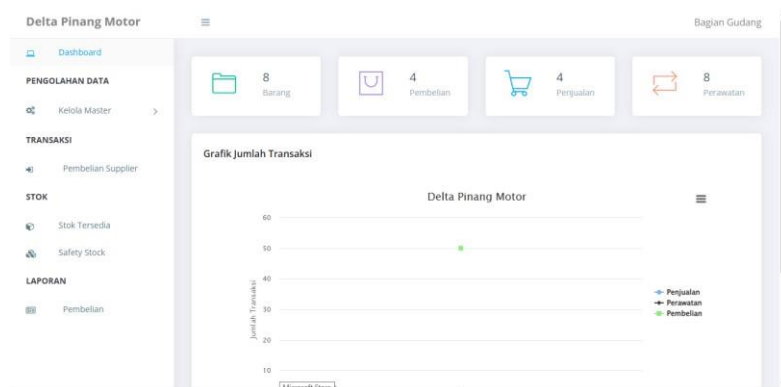 Delta Pinang Motor
Bagian Gudang
Dashboard
PENGOLAHAN DATA
Kelola Master
TRANSAKSI
Pembelian Supplier
STOK
Stok Tersedia
Safety Stock
LAPORAN
Pembelian
8
Barang
4
Pembelian
4
Penjualan
8
Perawatan
Grafik Jumlah Transaksi
Delta Pinang Motor
60
50
40
30
20
10
Jumlah Transaksi
Penjualan
Perawatan
Pembelian
Microsoft Store